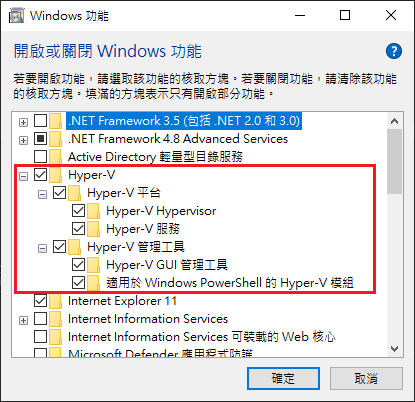 Windows 功能
開啟或關閉 Windows 功能
若要開啟功能，請選取該功能的核取方塊。若要關閉功能，請清除該功能
的核取方塊。填滿的方塊表示只有開啟部分功能。
.NET Framework 3.5 (包括 .NET 2.0 和 3.0)
.NET Framework 4.8 Advanced Services
Active Directory 輕量型目錄服務
Hyper-V
Hyper-V 平台
Hyper-V Hypervisor
Hyper-V 服務
Hyper-V 管理工具
Hyper-V GUI 管理工具
適用於 Windows PowerShell 的 Hyper-V 模組
Internet Explorer 11
Internet Information Services
Internet Information Services 可裝載的 Web 核心
Microsoft Defender 應用程式防護
確定
取消